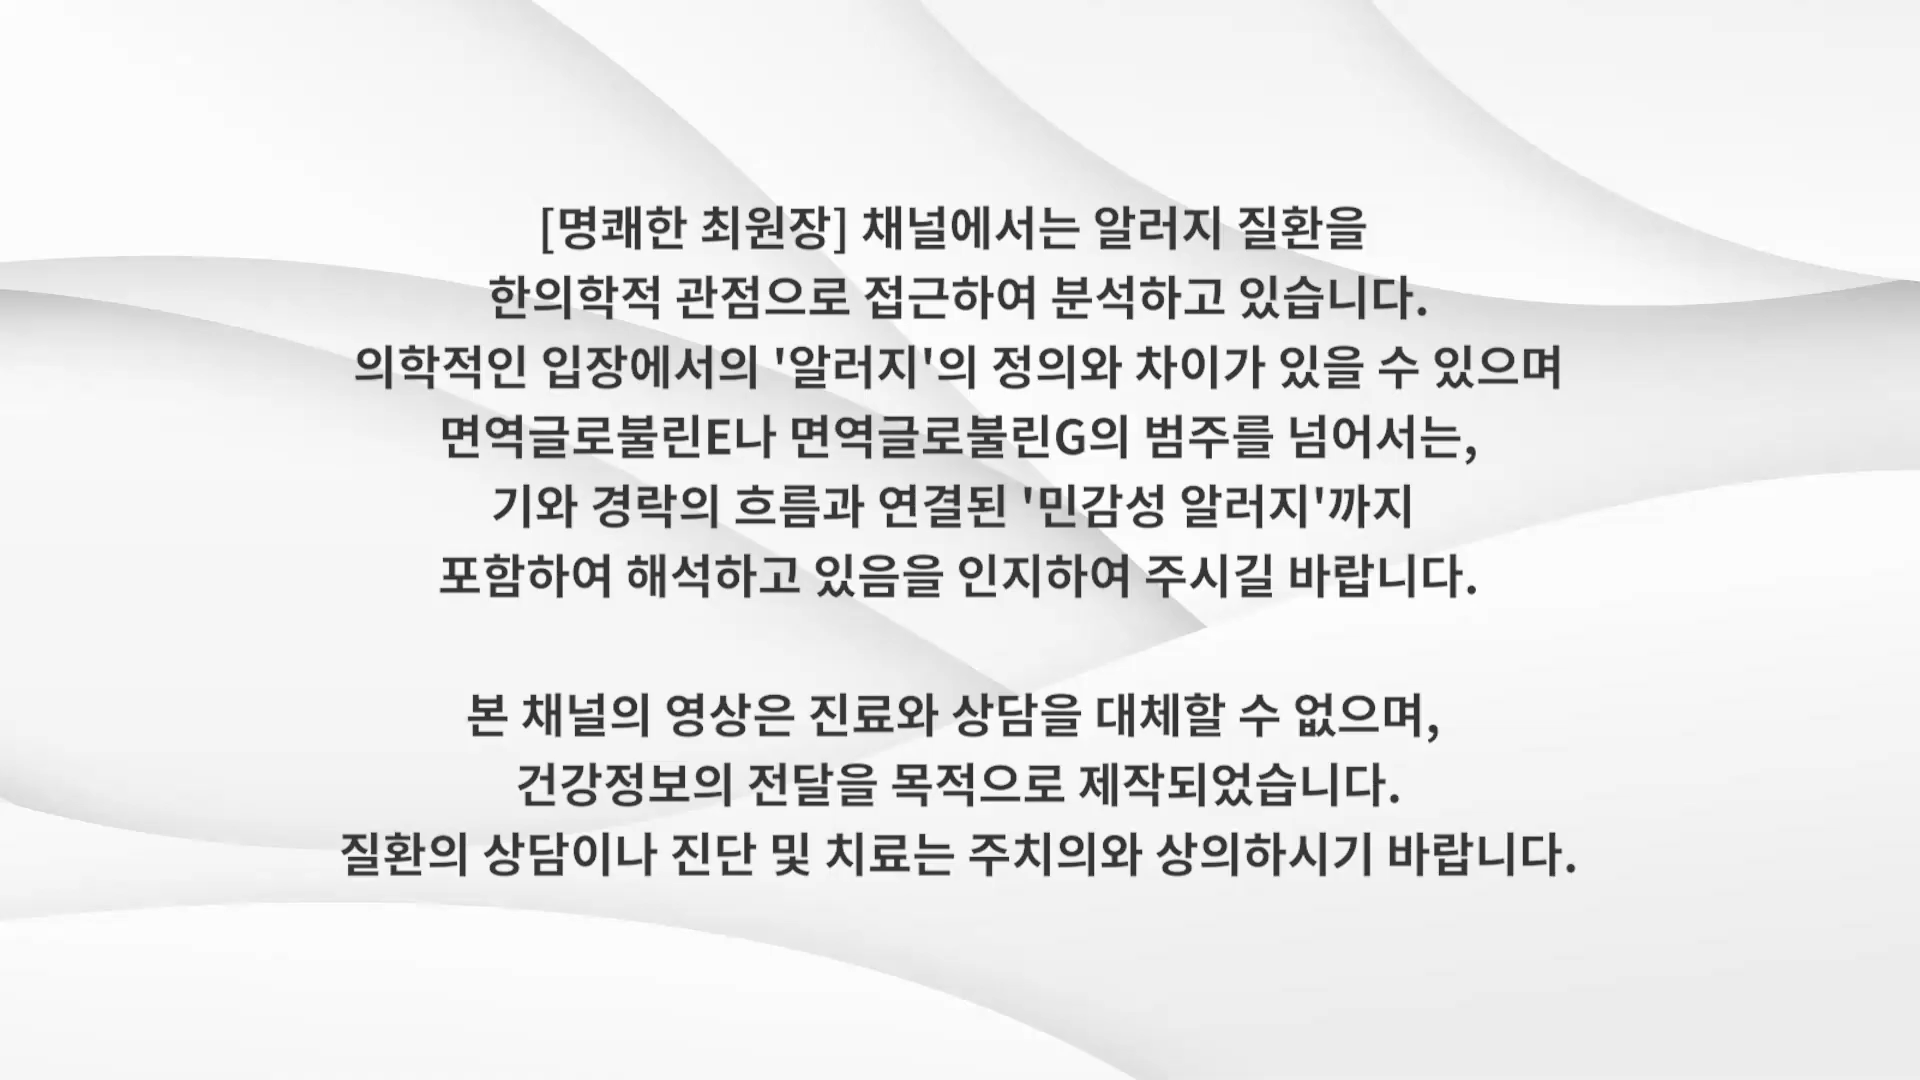 [명쾌한 최원장] 채널에서는 알러지 질환을
한의학적 관점으로 접근하여 분석하고 있습니다.
의학적인 입장에서의 '알러지'의 정의와 차이가 있을 수 있으며
면역글로불린E나 면역글로불린G의 범주를 넘어서는,
기와 경락의 흐름과 연결된 '민감성 알러지'까지
포함하여 해석하고 있음을 인지하여 주시길 바랍니다.
본 채널의 영상은 진료와 상담을 대체할 수 없으며,
건강정보의 전달을 목적으로 제작되었습니다.
질환의 상담이나 진단 및 치료는 주치의와 상의하시기 바랍니다.